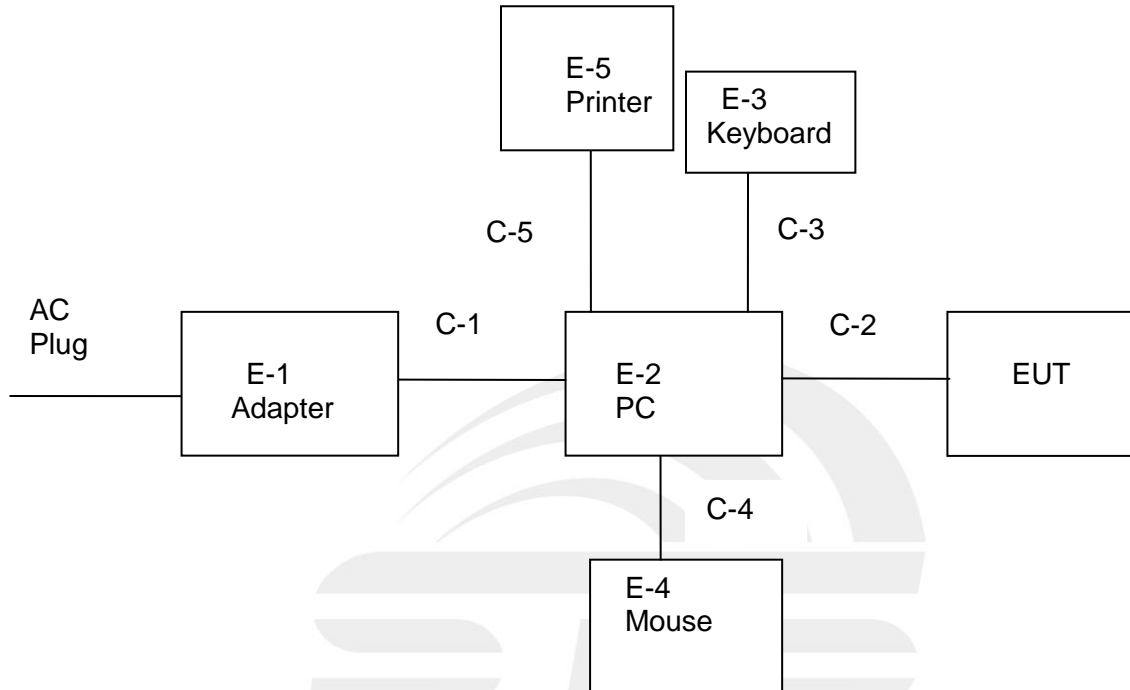 E-5
Printer
E-3
Keyboard
C-5
C-3
AC
Plug
C-1
C-2
E-1
Adapter
E-2
PC
EUT
C-4
E-4
Mouse